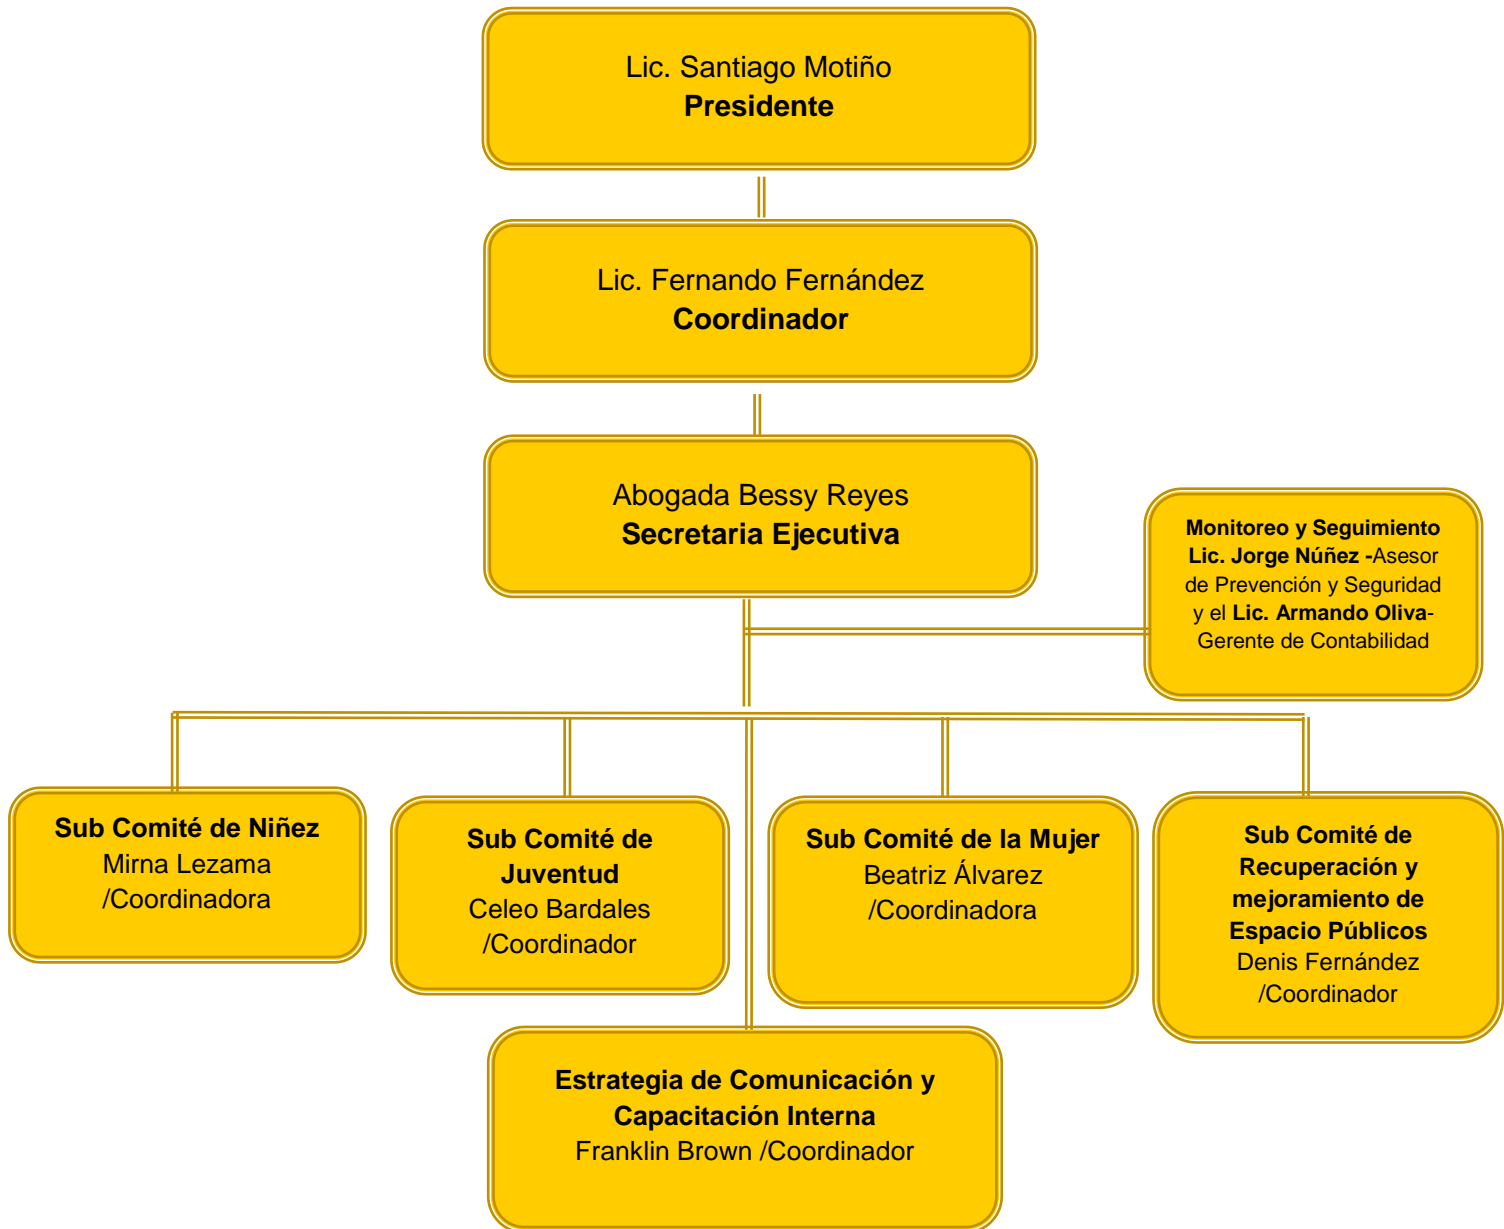 Lic. Santiago Motiño
Presidente
Lic. Fernando Fernández
Coordinador
Abogada Bessy Reyes
Secretaria Ejecutiva
Monitoreo y Seguimiento
Lic. Jorge Núñez -Asesor
de Prevención y Seguridad
y el Lic. Armando Oliva-
Gerente de Contabilidad
Sub Comité de Niñez
Mirna Lezama
/Coordinadora
Sub Comité de
Juventud
Celeo Bardales
/Coordinador
Sub Comité de la Mujer
Beatriz Álvarez
/Coordinadora
Sub Comité de
Recuperación y
mejoramiento de
Espacio Públicos
Denis Fernández
/Coordinador
Estrategia de Comunicación y
Capacitación Interna
Franklin Brown /Coordinador